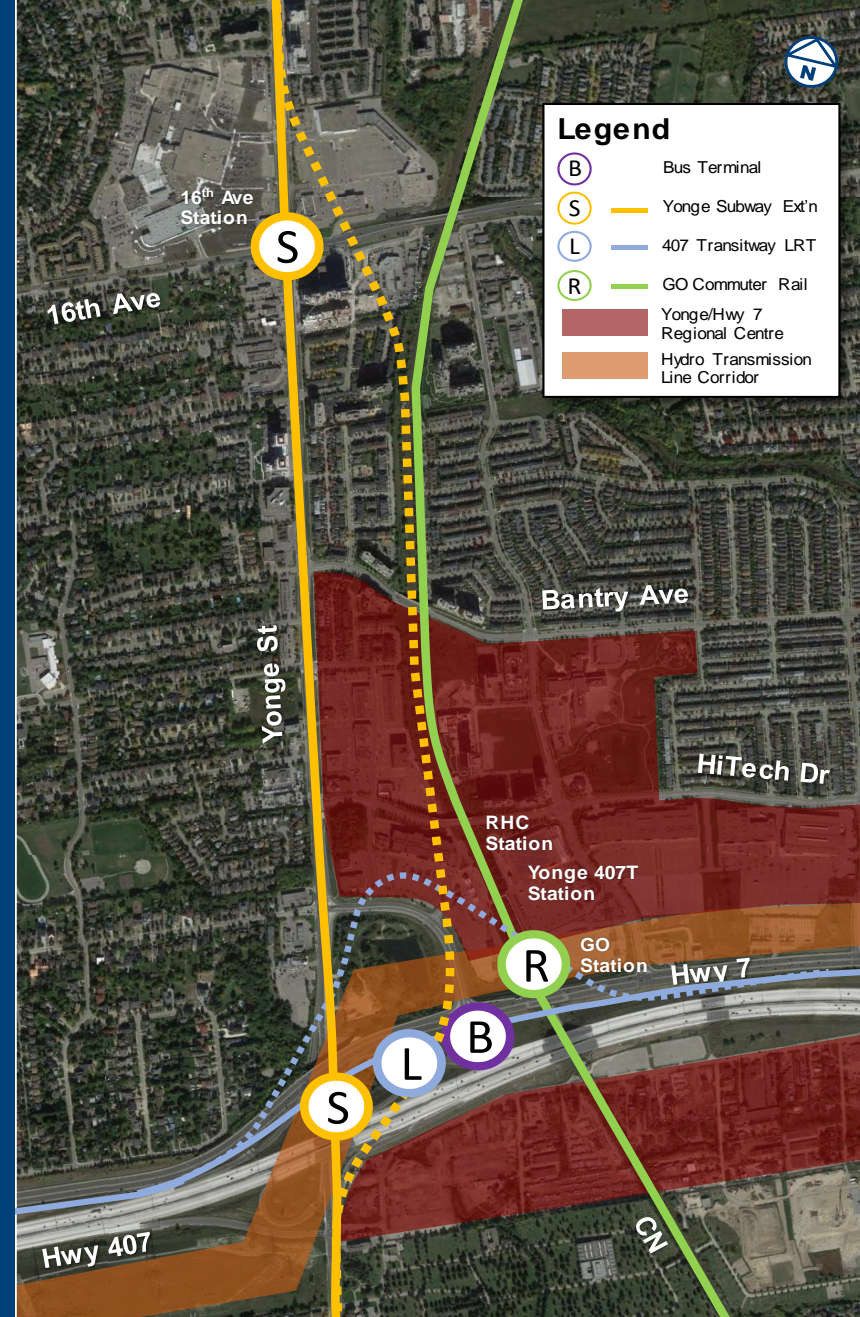 N
Legend
B Bus Terminal
S Yonge Subway Ext'n
L 407 Transitway LRT
R GO Commuter Rail
Yonge/Hwy 7
Regional Centre
Hydro Transmission
Line Corridor
16th Ave
Station
S
16th Ave
Bantry Ave
Yonge St
HiTech Dr
RHC
Station
Yonge 407T
Station
GO
Station
R
Hwy 7
B
L
S
CN
Hwy 407